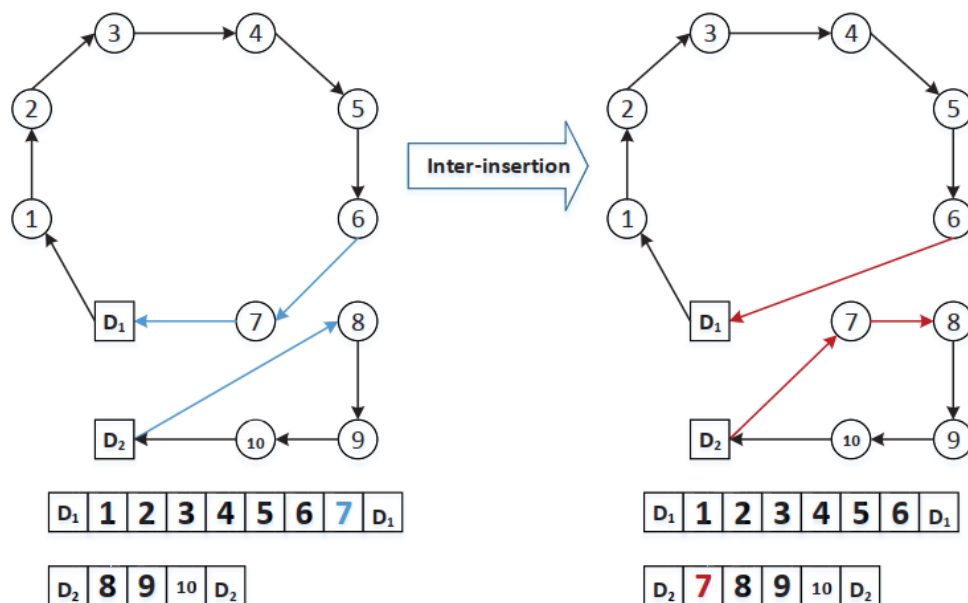 3 4 3 4
2 5 2 5
Inter-insertion
1 6 1 6
D₁ 7 8 D₁ 7 8
D₂ 10 9 D₂ 10 9
D₁ 1 2 3 4 5 6 7 D₁ D₁ 1 2 3 4 5 6 D₁
D₂ 8 9 10 D₂ D₂ 7 8 9 10 D₂